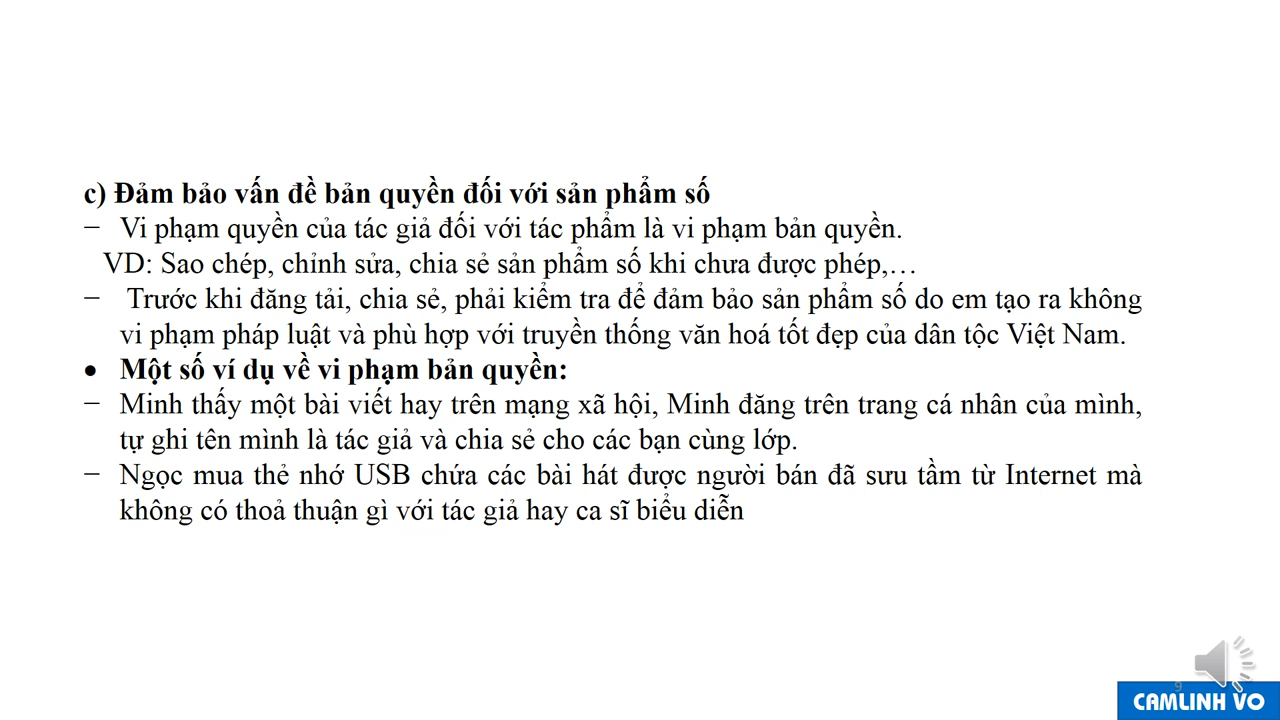 c) Đảm bảo vấn đề bản quyền đối với sản phẩm số
− Vi phạm quyền của tác giả đối với tác phẩm là vi phạm bản quyền.
VD: Sao chép, chỉnh sửa, chia sẻ sản phẩm số khi chưa được phép,…
− Trước khi đăng tải, chia sẻ, phải kiểm tra để đảm bảo sản phẩm số do em tạo ra không
vi phạm pháp luật và phù hợp với truyền thống văn hoá tốt đẹp của dân tộc Việt Nam.
• Một số ví dụ về vi phạm bản quyền:
− Minh thấy một bài viết hay trên mạng xã hội, Minh đăng trên trang cá nhân của mình,
tự ghi tên mình là tác giả và chia sẻ cho các bạn cùng lớp.
− Ngọc mua thẻ nhớ USB chứa các bài hát được người bán đã sưu tầm từ Internet mà
không có thoả thuận gì với tác giả hay ca sĩ biểu diễn
9
CAMLINH VO